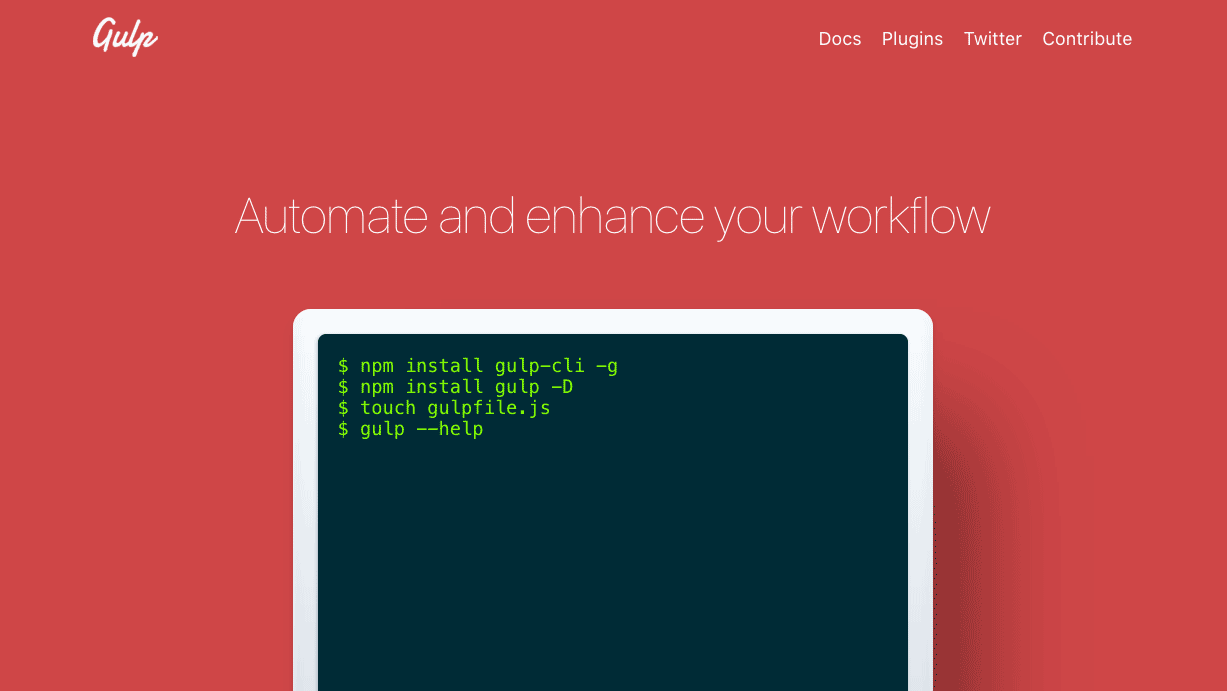 Gulp
Docs Plugins Twitter Contribute
Automate and enhance your workflow
$ npm install gulp-cli -g
$ npm install gulp -D
$ touch gulpfile.js
$ gulp --help